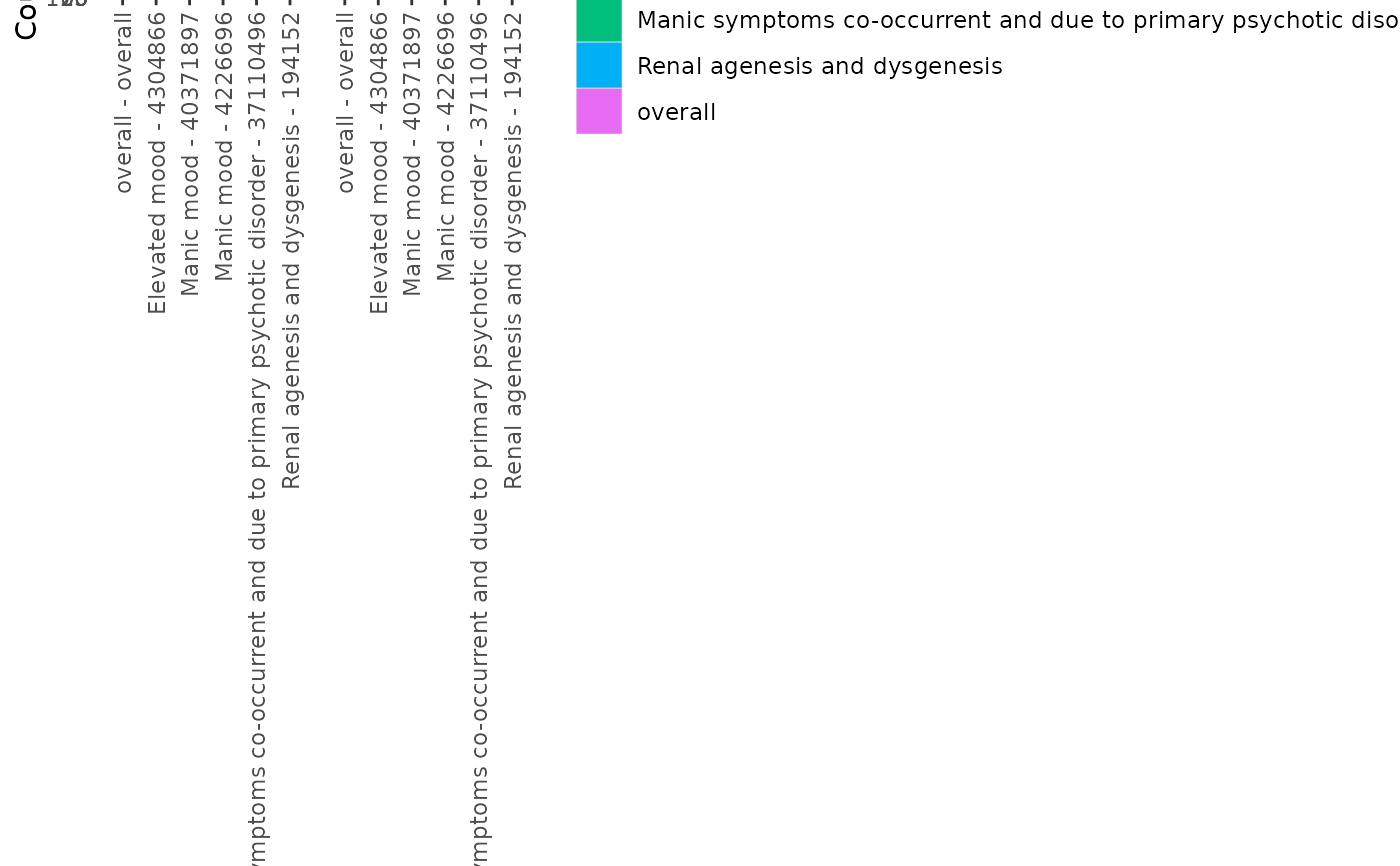 Manic symptoms co-occurrent and due to primary psychotic diso
Renal agenesis and dysgenesis
overall
overall - overall
Elevated mood - 4304866
Manic mood - 40371897
Manic mood - 4226696
ymptoms co-occurrent and due to primary psychotic disorder - 37110496
Renal agenesis and dysgenesis - 194152
overall - overall
Elevated mood - 4304866
Manic mood - 40371897
Manic mood - 4226696
ymptoms co-occurrent and due to primary psychotic disorder - 37110496
Renal agenesis and dysgenesis - 194152
Cou